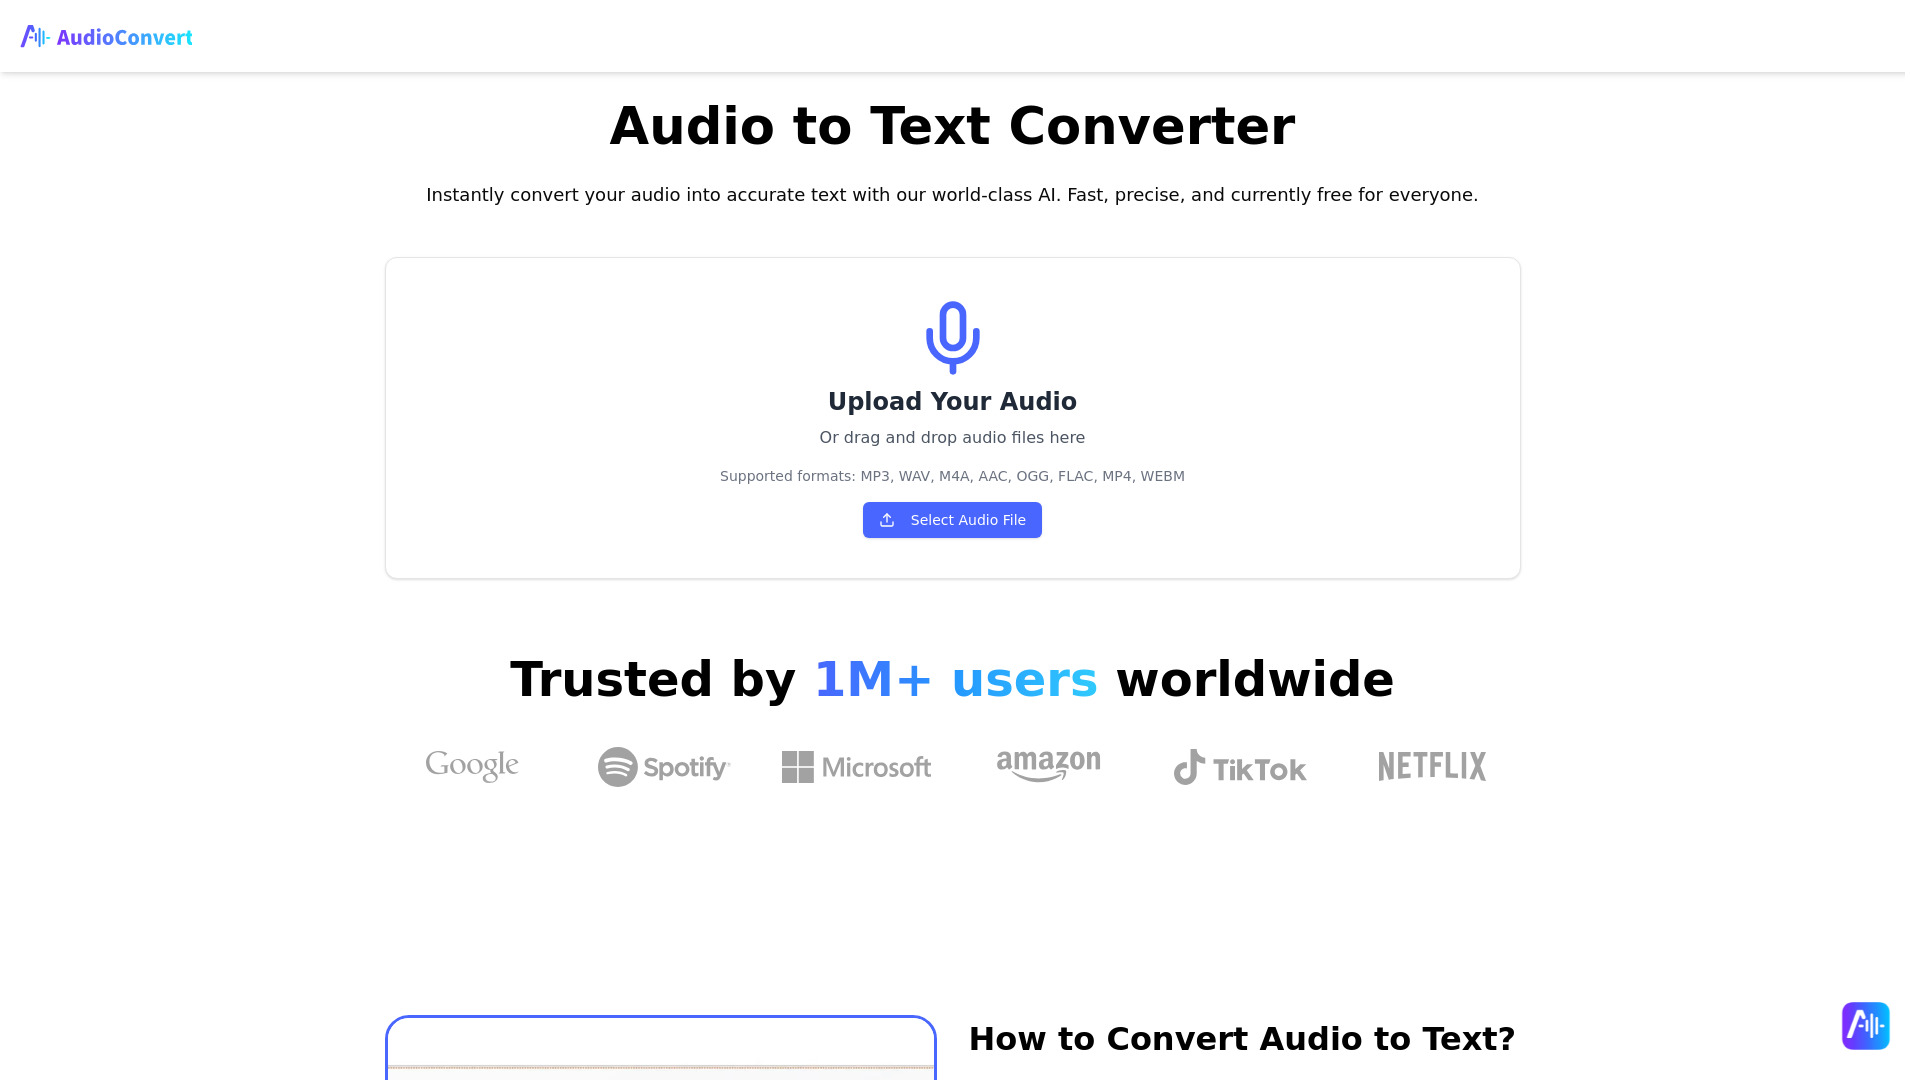 AudioConvert
Audio to Text Converter
Instantly convert your audio into accurate text with our world-class AI. Fast, precise, and currently free for everyone.
Upload Your Audio
Or drag and drop audio files here
Supported formats: MP3, WAV, M4A, AAC, OGG, FLAC, MP4, WEBM
Select Audio File
Trusted by 1M+ users worldwide
Google Spotify Microsoft amazon TikTok NETFLIX
How to Convert Audio to Text?